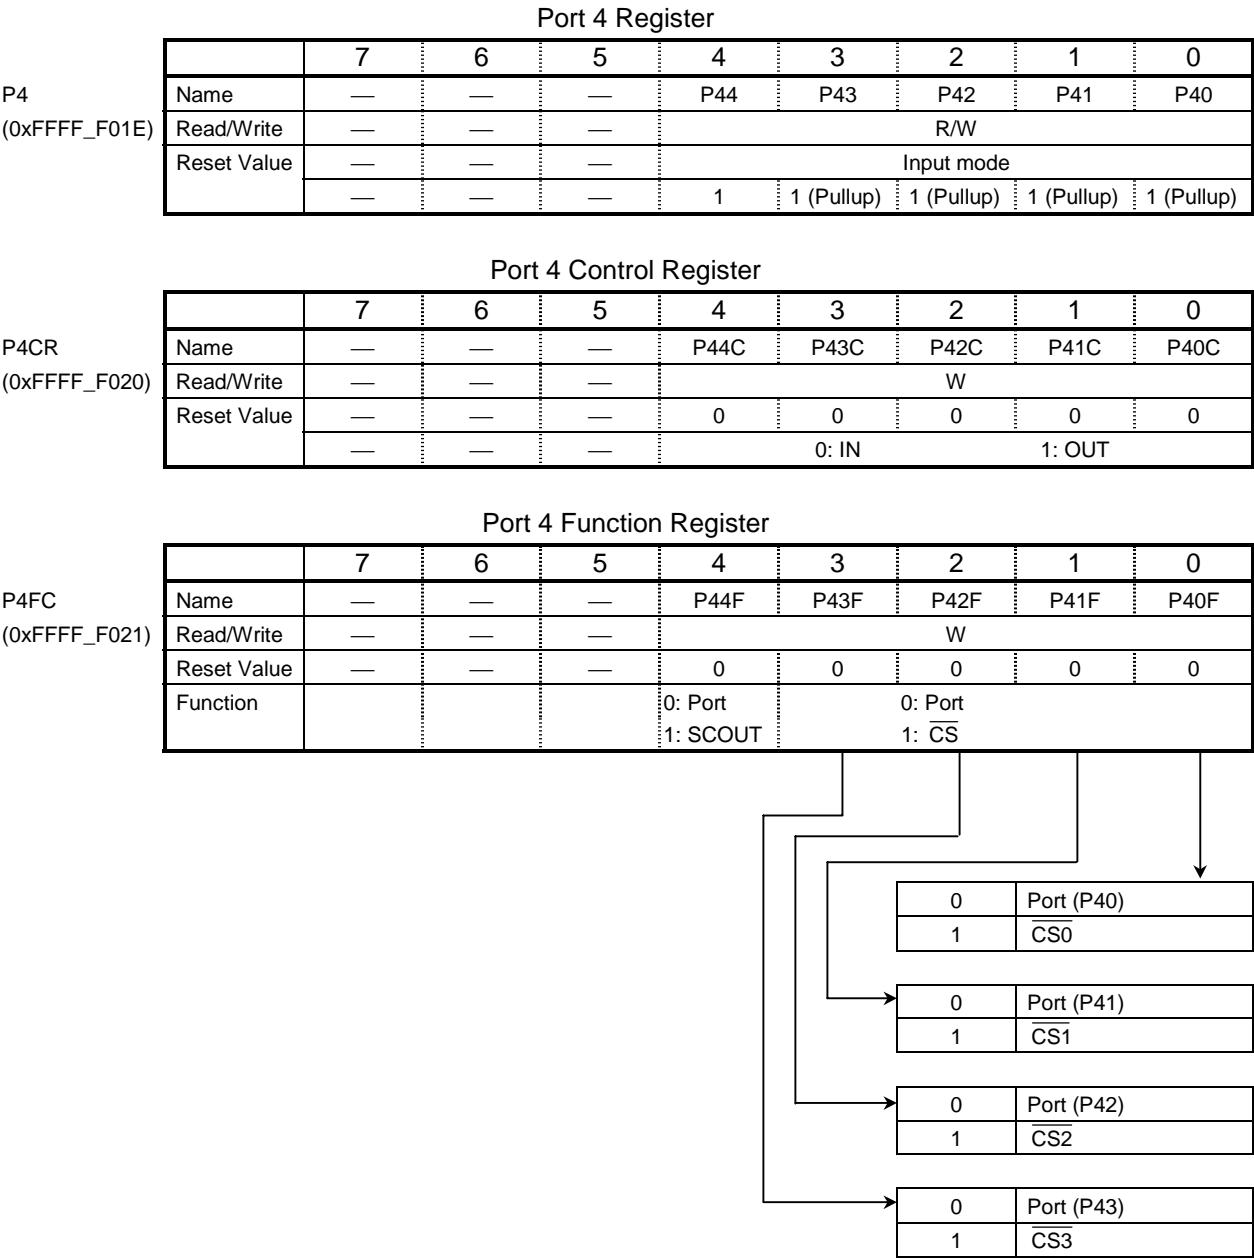 Port 4 Register
7 6 5 4 3 2 1 0
P4 Name — — — P44 P43 P42 P41 P40
(0xFFFF_F01E) Read/Write — — — R/W
Reset Value — — — Input mode
— — — 1 1 (Pullup) 1 (Pullup) 1 (Pullup) 1 (Pullup)
Port 4 Control Register
7 6 5 4 3 2 1 0
P4CR Name — — — P44C P43C P42C P41C P40C
(0xFFFF_F020) Read/Write — — — W
Reset Value — — — 0 0 0 0 0
— — — 0: IN 1: OUT
Port 4 Function Register
7 6 5 4 3 2 1 0
P4FC Name — — — P44F P43F P42F P41F P40F
(0xFFFF_F021) Read/Write — — — W
Reset Value — — — 0 0 0 0 0
Function 0: Port 0: Port
1: SCOUT 1: C̅S̅
0 Port (P40)
1 C̅S̅0̅
0 Port (P41)
1 C̅S̅1̅
0 Port (P42)
1 C̅S̅2̅
0 Port (P43)
1 C̅S̅3̅